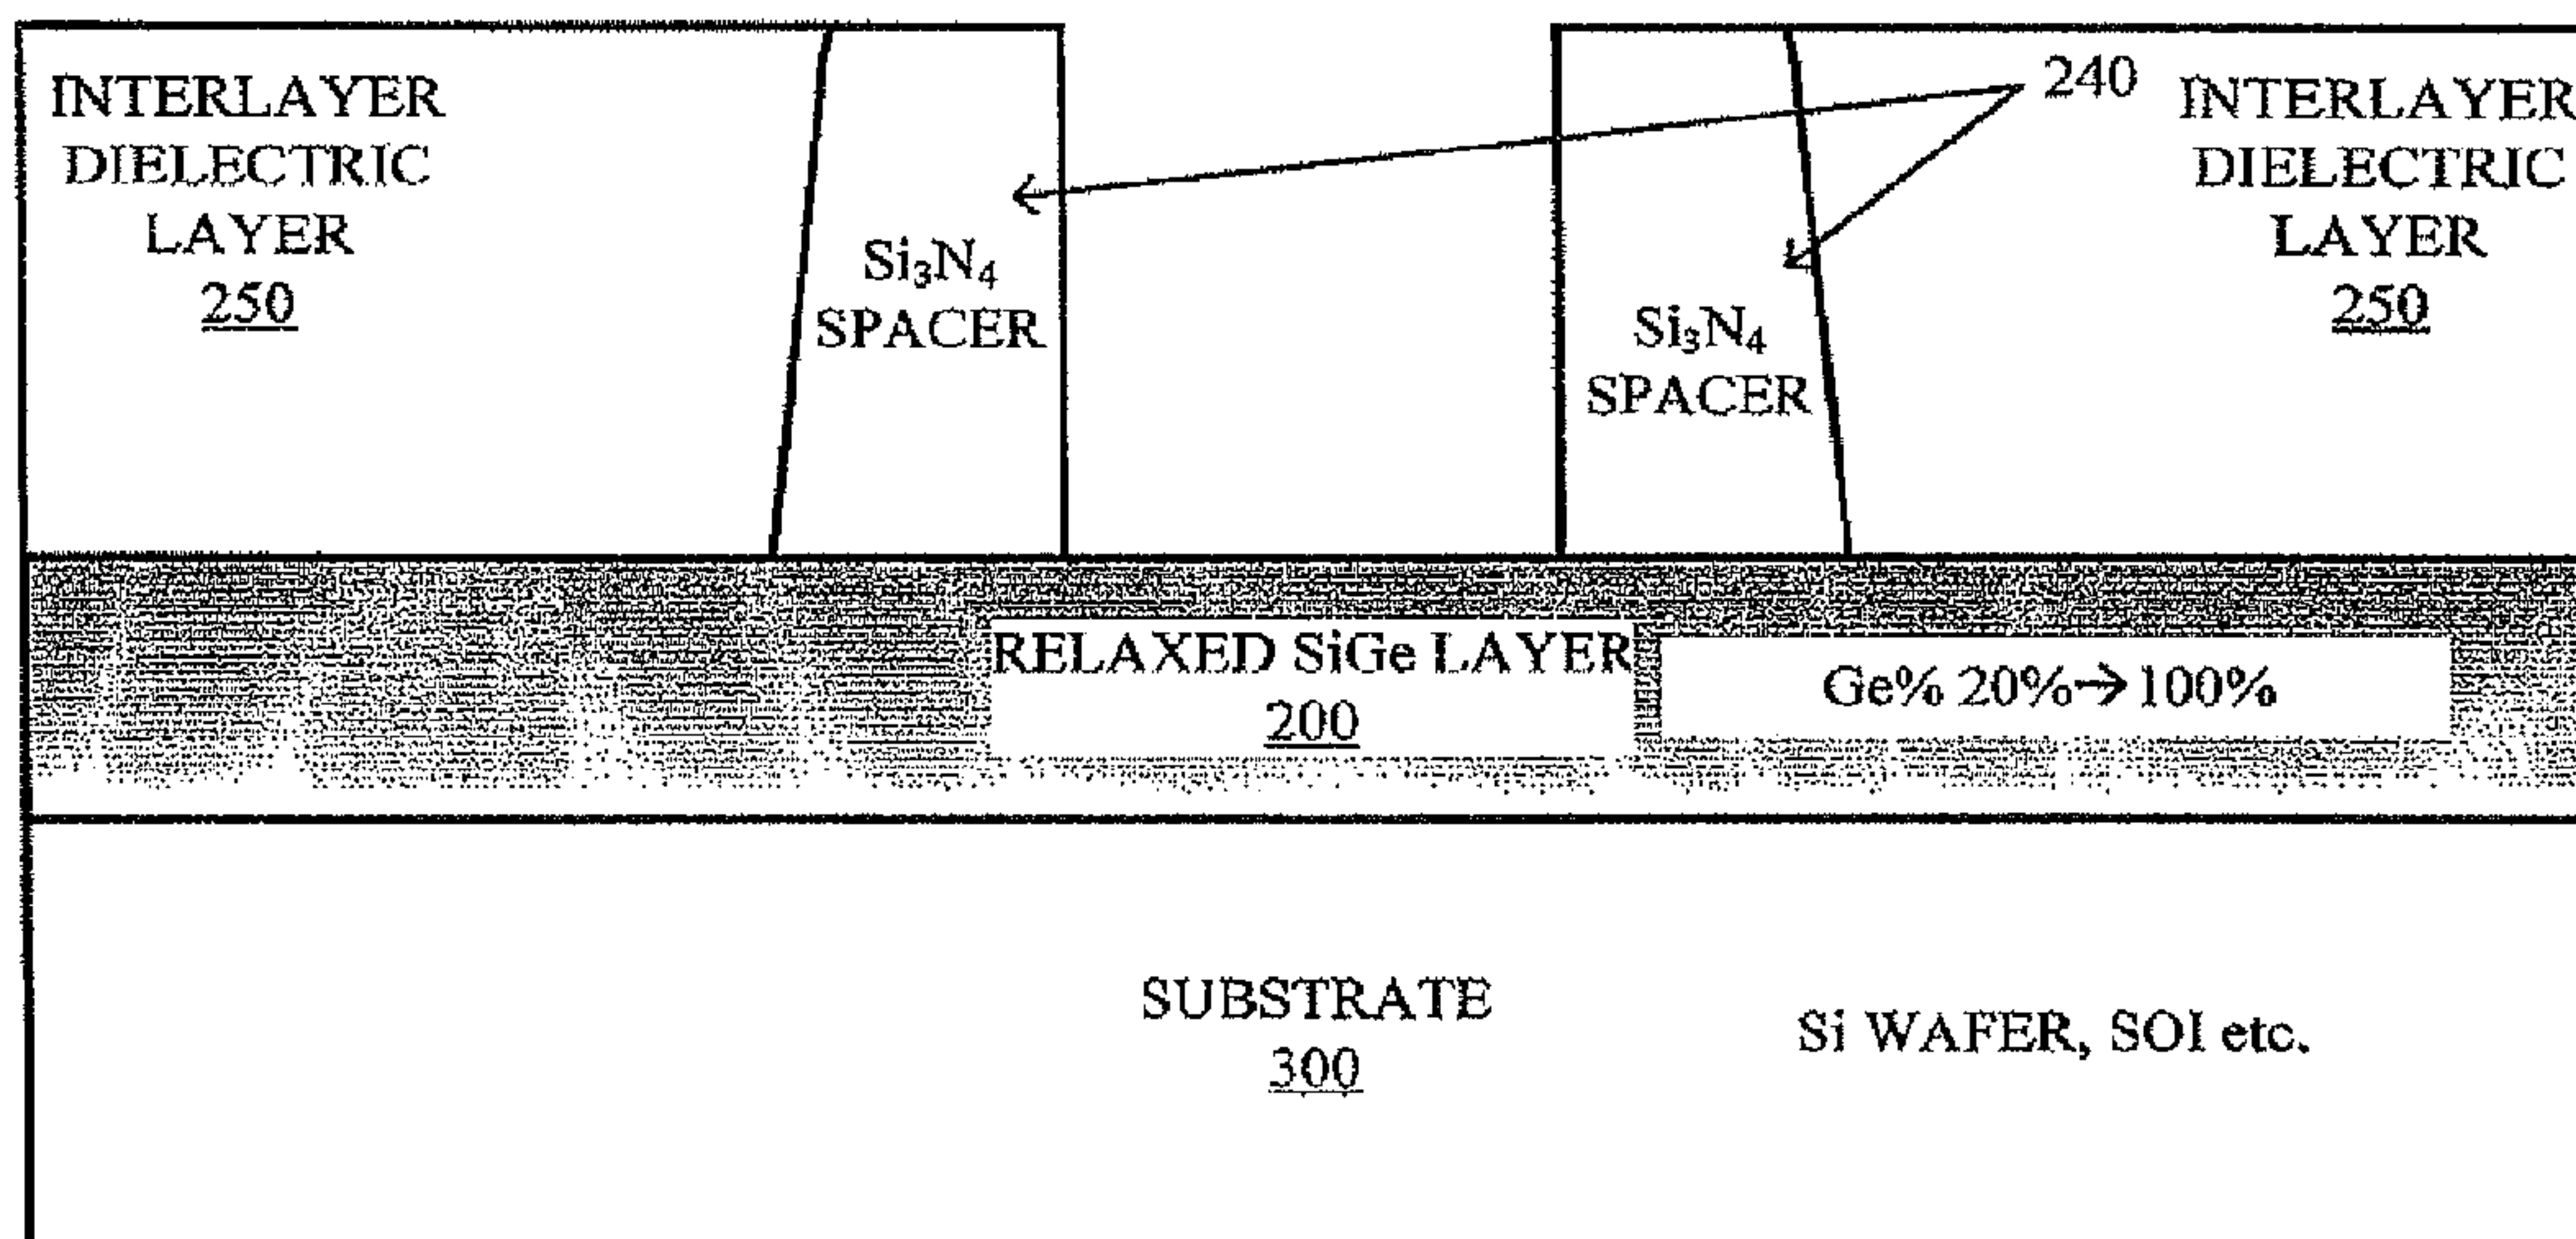 INTERLAYER
DIELECTRIC
LAYER
250
Si₃N₄
SPACER
Si₃N₄
SPACER
240
INTERLAYER
DIELECTRIC
LAYER
250
RELAXED SiGe LAYER
200
Ge% 20%→100%
SUBSTRATE
300
Si WAFER, SOI etc.